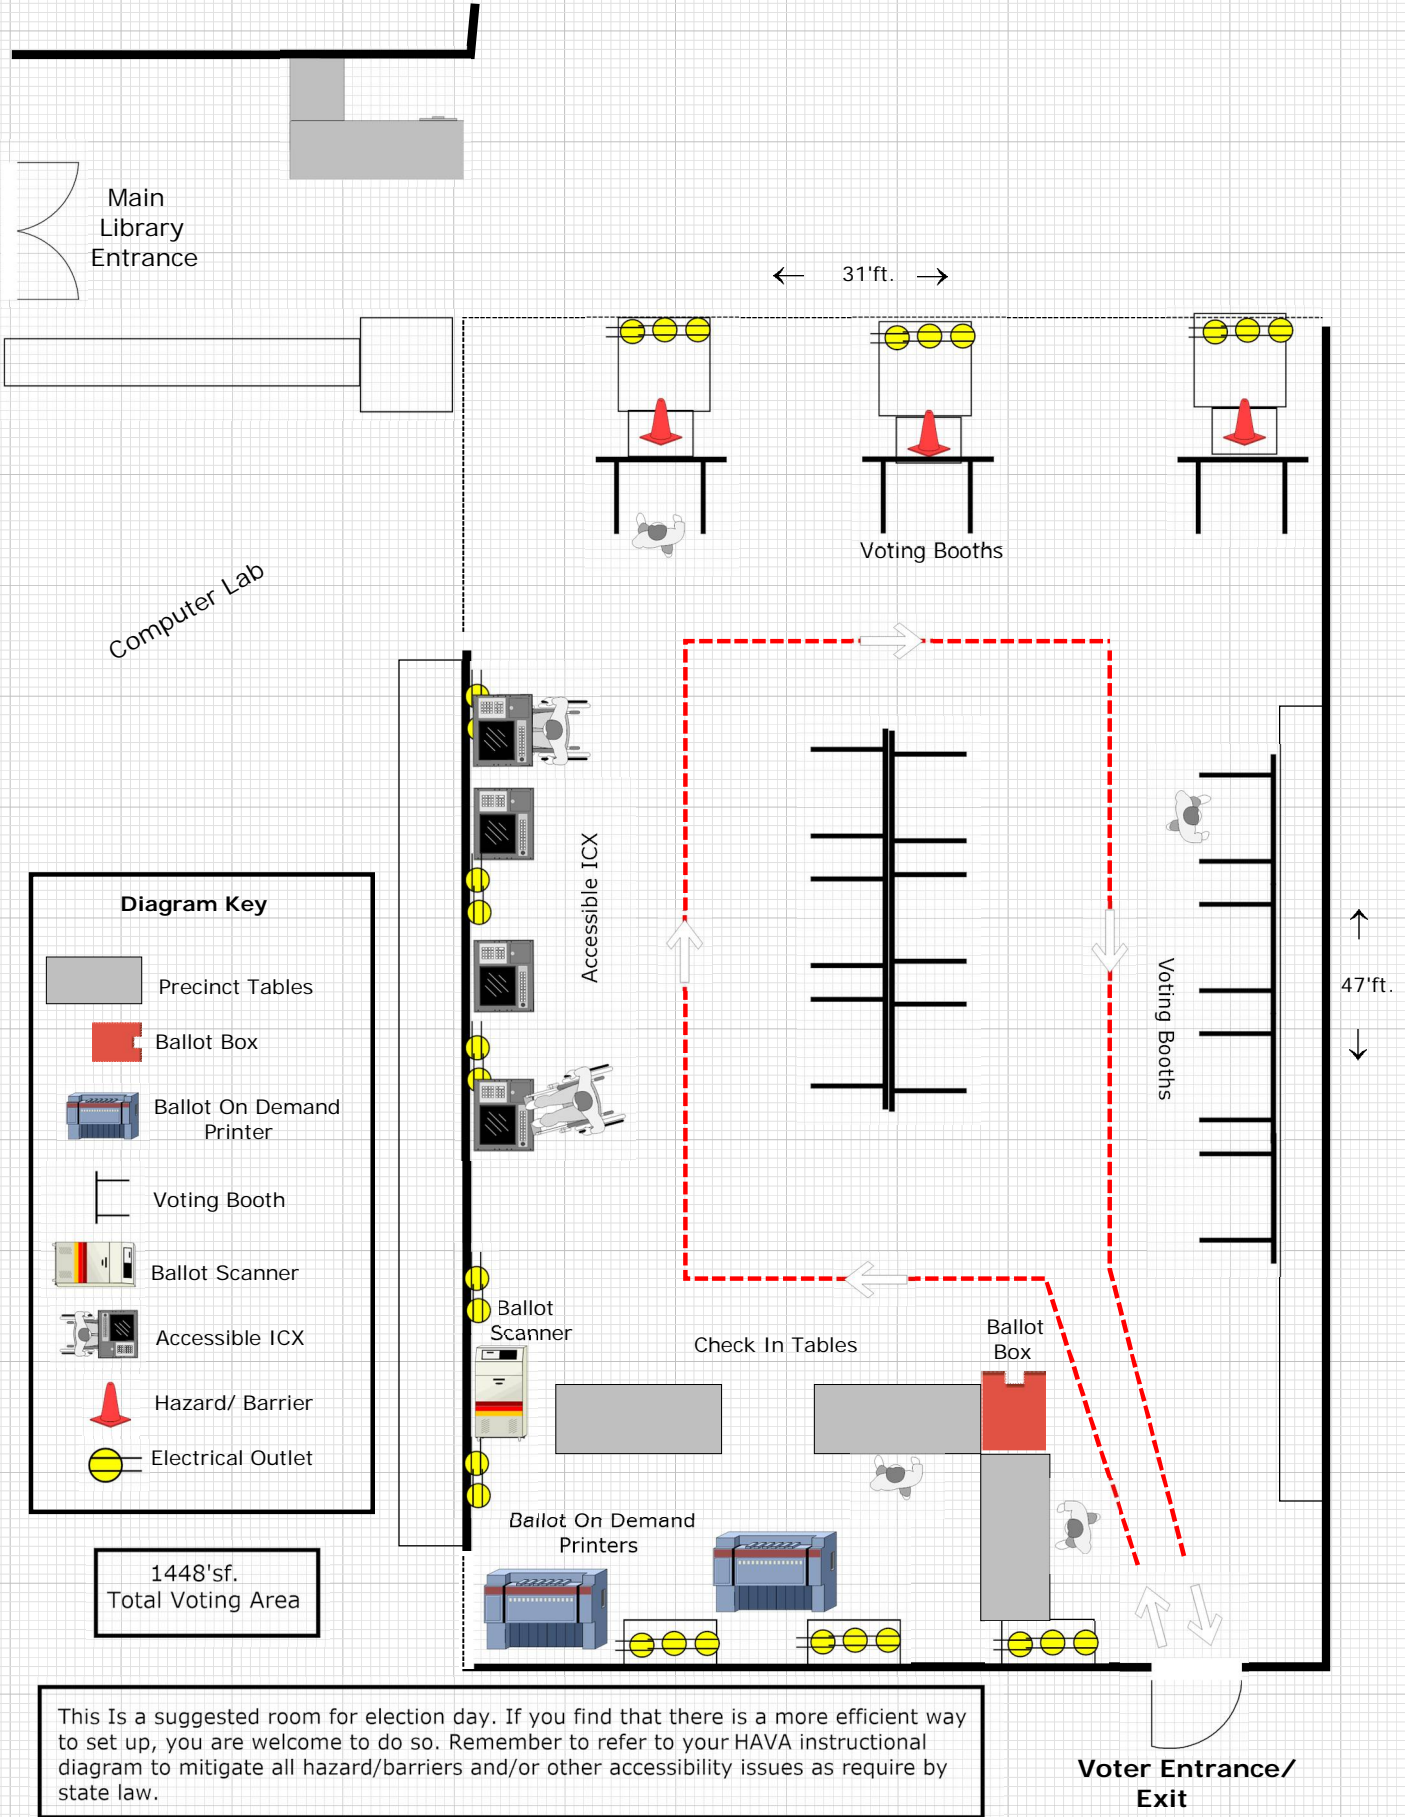 Main
Library
Entrance
31'ft.
Voting Booths
Computer Lab
Accessible ICX
Voting Booths
47'ft.
Diagram Key
Precinct Tables
Ballot Box
Ballot On Demand
Printer
Voting Booth
Ballot Scanner
Accessible ICX
Hazard/ Barrier
Electrical Outlet
Ballot
Scanner
Check In Tables
Ballot
Box
Ballot On Demand
Printers
1448'sf.
Total Voting Area
This Is a suggested room for election day. If you find that there is a more efficient way
to set up, you are welcome to do so. Remember to refer to your HAVA instructional
diagram to mitigate all hazard/barriers and/or other accessibility issues as require by
state law.
Voter Entrance/
Exit